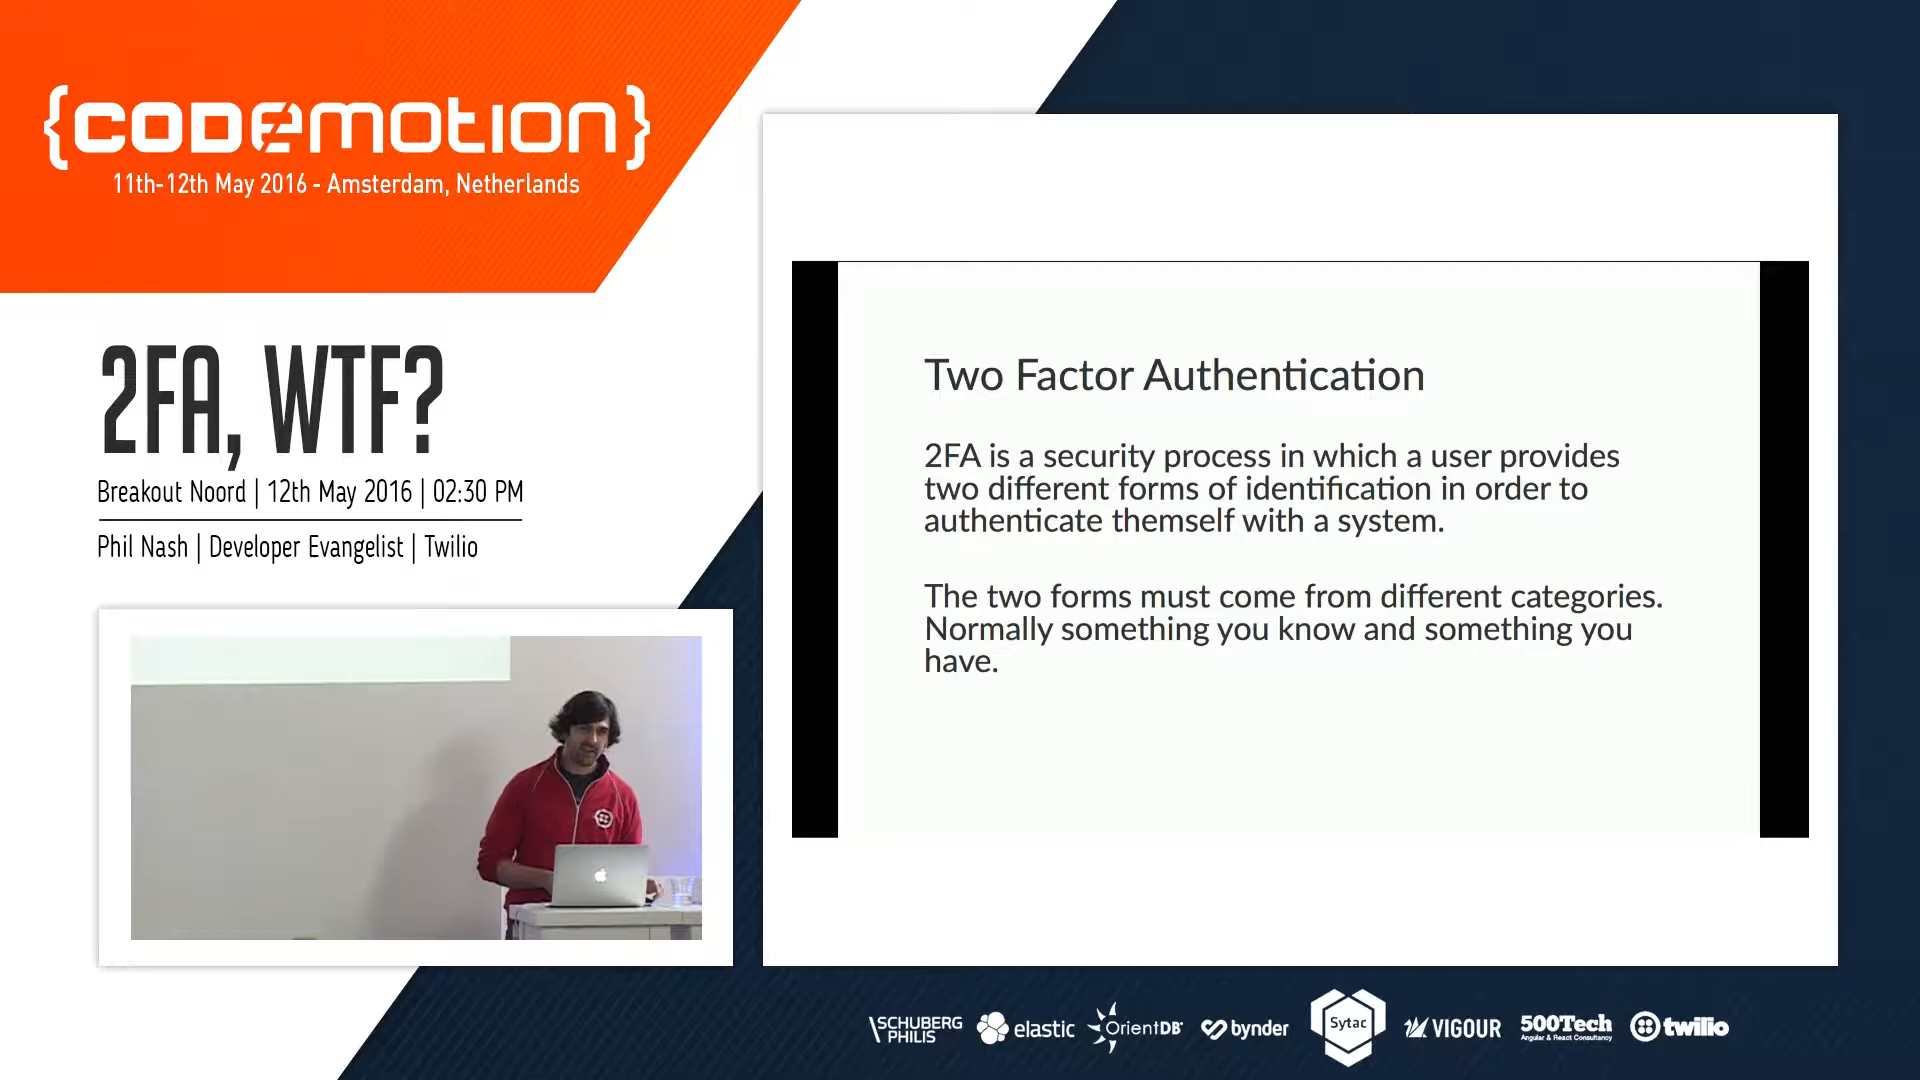 {codemotion}
11th-12th May 2016 - Amsterdam, Netherlands
2FA, WTF?
Breakout Noord | 12th May 2016 | 02:30 PM
Phil Nash | Developer Evangelist | Twilio
Two Factor Authentication
2FA is a security process in which a user provides
two different forms of identification in order to
authenticate themself with a system.
The two forms must come from different categories.
Normally something you know and something you
have.
SCHUBERG
PHILIS
elastic
OrientDB
bynder
Sytac
VIGOUR
500Tech
Angular & React Consultancy
twilio